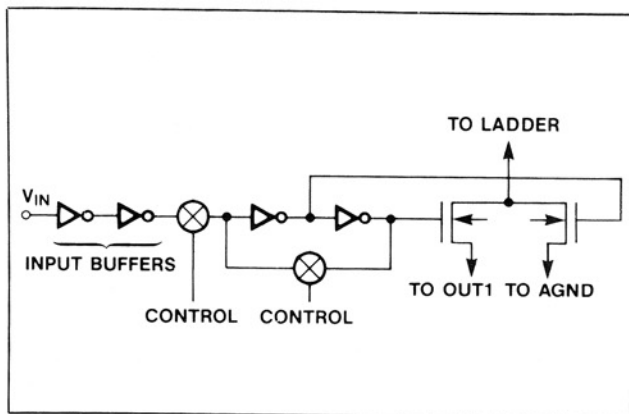 TO LADDER
VIN
INPUT BUFFERS
CONTROL
CONTROL
TO OUT1
TO AGND